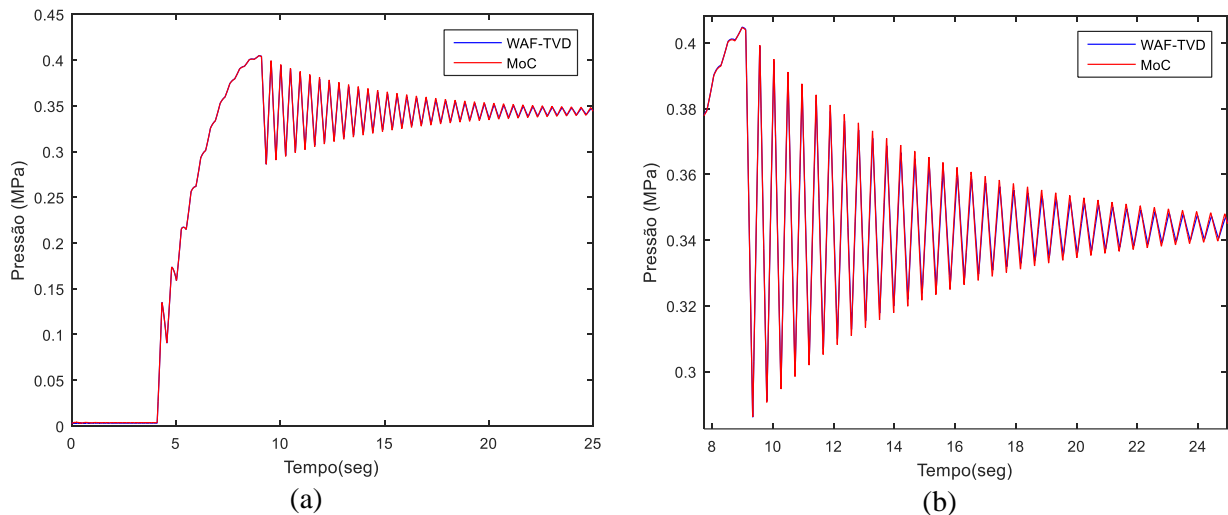 0.45
0.4
0.35
0.3
0.25
0.2
0.15
0.1
0.05
0
Pressão (MPa)
WAF-TVD
MoC
0 5 10 15 20 25
Tempo(seg)
(a)
0.4
0.38
0.36
0.34
0.32
0.3
Pressão (MPa)
WAF-TVD
MoC
8 10 12 14 16 18 20 22 24
Tempo(seg)
(b)